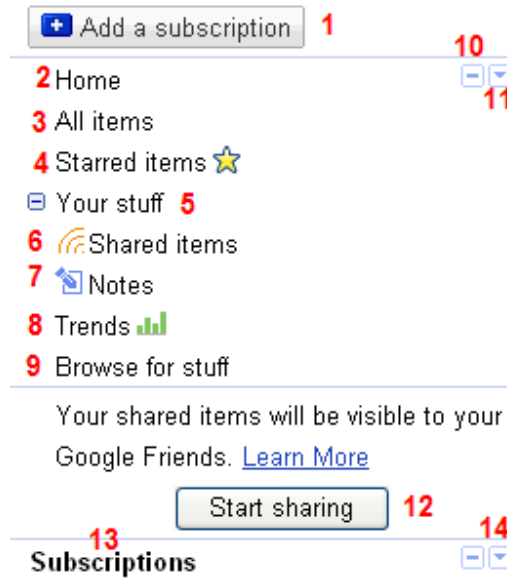 Add a subscription 1
10
2 Home
11
3 All items
4 Starred items
Your stuff 5
6 Shared items
7 Notes
8 Trends
9 Browse for stuff
Your shared items will be visible to your
Google Friends. Learn More
Start sharing 12
13
14
Subscriptions